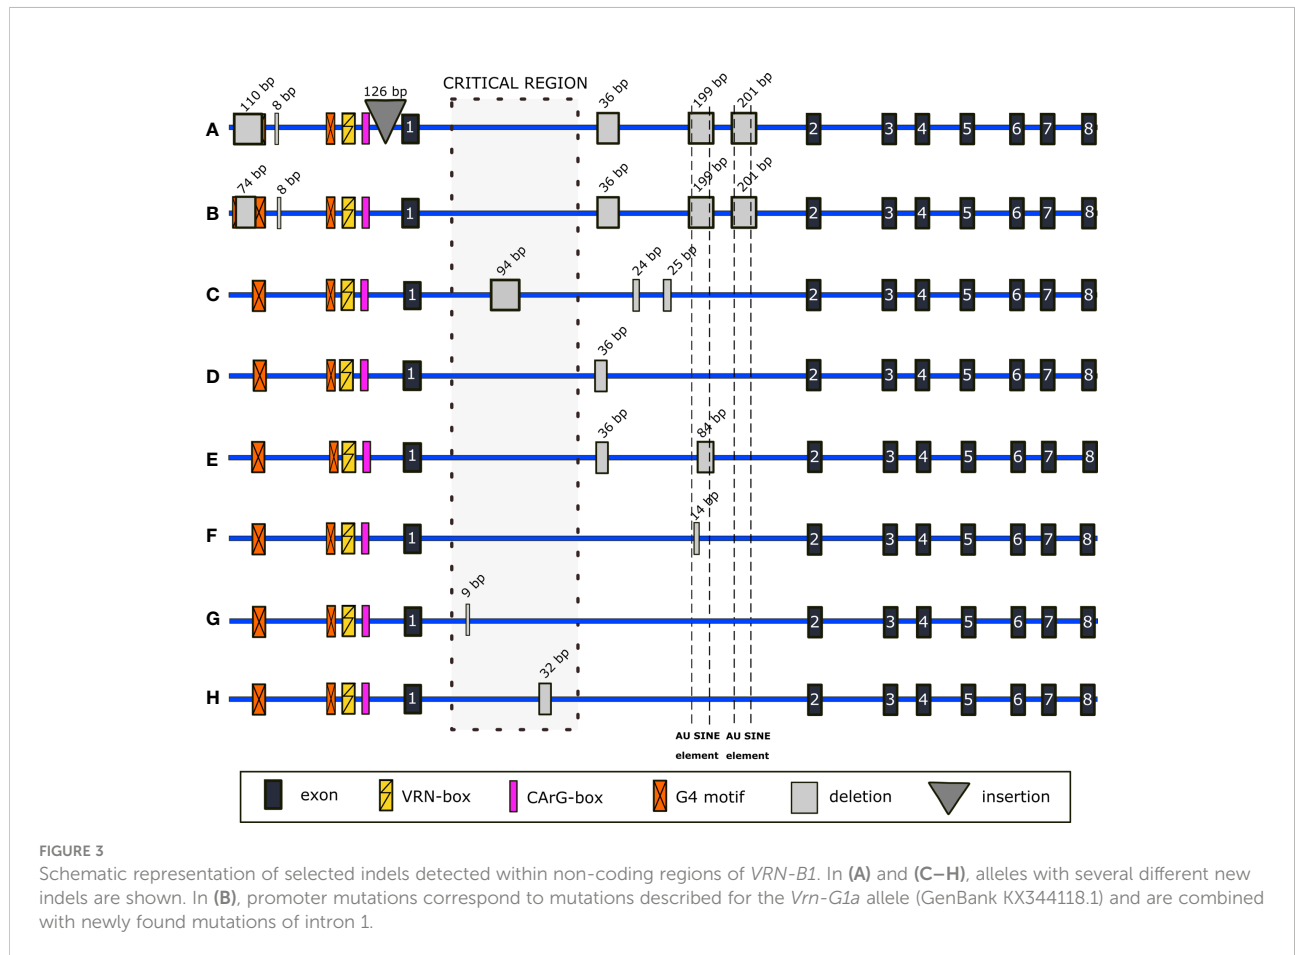 CRITICAL REGION
110 bp 8 bp 126 bp 36 bp 199 bp 201 bp
A 1 2 3 4 5 6 7 8
74 bp 8 bp 36 bp 199 bp 201 bp
B 1 2 3 4 5 6 7 8
94 bp 24 bp 25 bp
C 1 2 3 4 5 6 7 8
36 bp
D 1 2 3 4 5 6 7 8
36 bp 84 bp
E 1 2 3 4 5 6 7 8
14 bp
F 1 2 3 4 5 6 7 8
9 bp
G 1 2 3 4 5 6 7 8
32 bp
H 1 2 3 4 5 6 7 8
AU SINE AU SINE
element element
exon VRN-box CArG-box G4 motif deletion insertion
FIGURE 3
Schematic representation of selected indels detected within non-coding regions of VRN-B1. In (A) and (C–H), alleles with several different new
indels are shown. In (B), promoter mutations correspond to mutations described for the Vrn-G1a allele (GenBank KX344118.1) and are combined
with newly found mutations of intron 1.